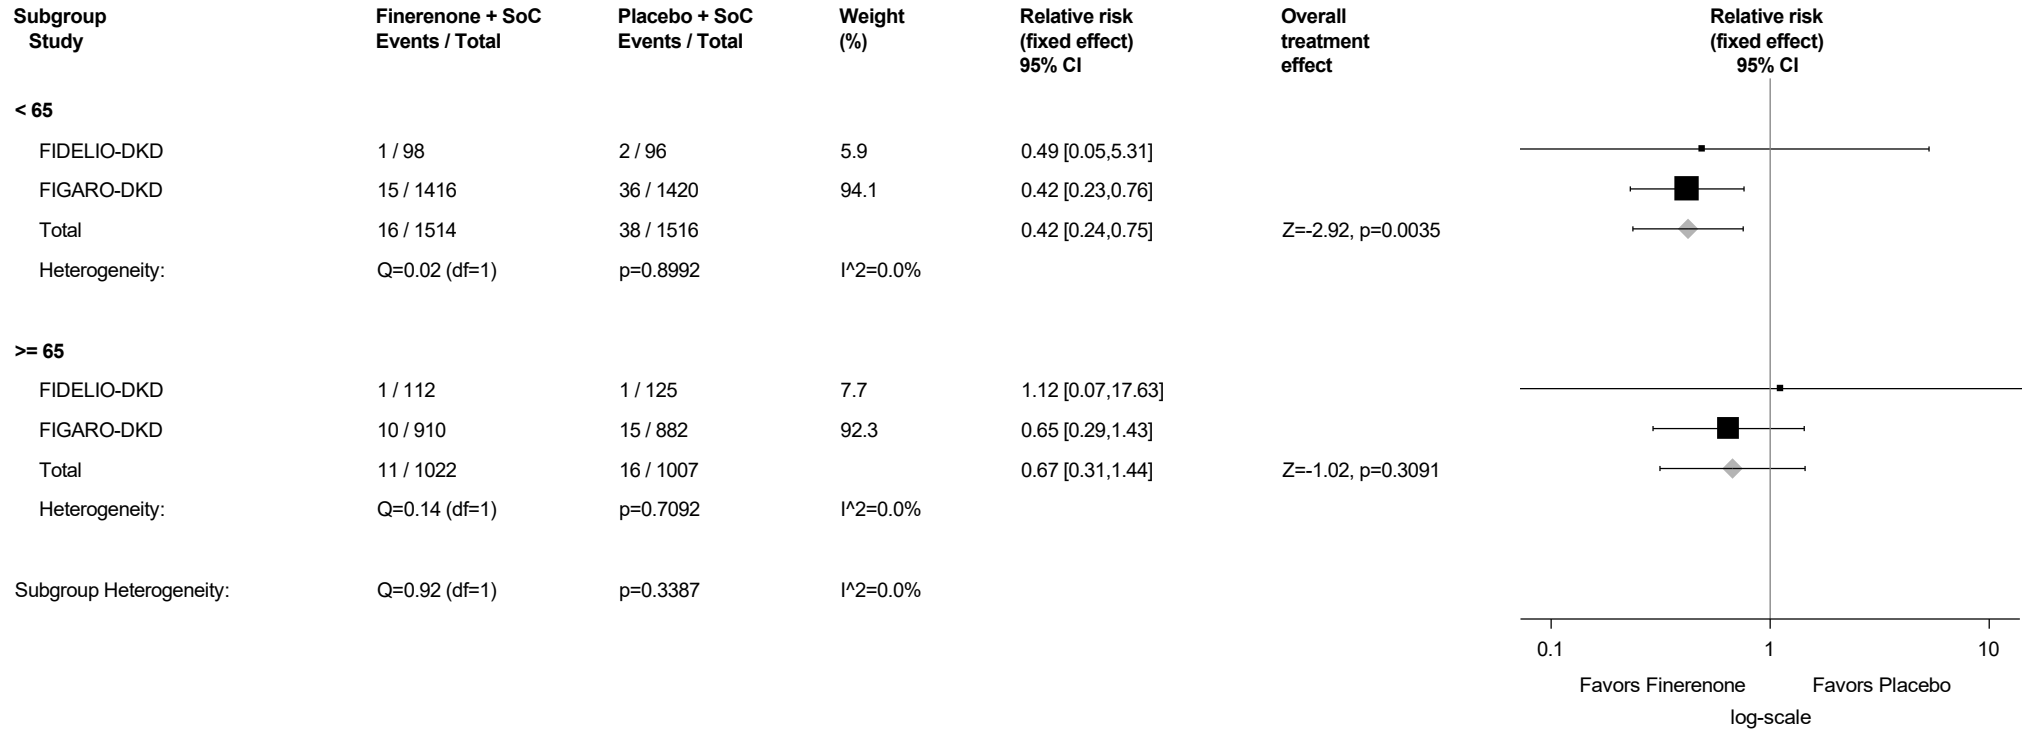 Subgroup Finerenone + SoC Placebo + SoC Weight Relative risk Overall Relative risk
Study Events / Total Events / Total (%) (fixed effect) treatment (fixed effect)
95% CI effect 95% CI
< 65
FIDELIO-DKD 1 / 98 2 / 96 5.9 0.49 [0.05,5.31]
FIGARO-DKD 15 / 1416 36 / 1420 94.1 0.42 [0.23,0.76]
Total 16 / 1514 38 / 1516 0.42 [0.24,0.75] Z=-2.92, p=0.0035
Heterogeneity: Q=0.02 (df=1) p=0.8992 I^2=0.0%
>= 65
FIDELIO-DKD 1 / 112 1 / 125 7.7 1.12 [0.07,17.63]
FIGARO-DKD 10 / 910 15 / 882 92.3 0.65 [0.29,1.43]
Total 11 / 1022 16 / 1007 0.67 [0.31,1.44] Z=-1.02, p=0.3091
Heterogeneity: Q=0.14 (df=1) p=0.7092 I^2=0.0%
Subgroup Heterogeneity: Q=0.92 (df=1) p=0.3387 I^2=0.0%
0.1 1 10
Favors Finerenone Favors Placebo
log-scale